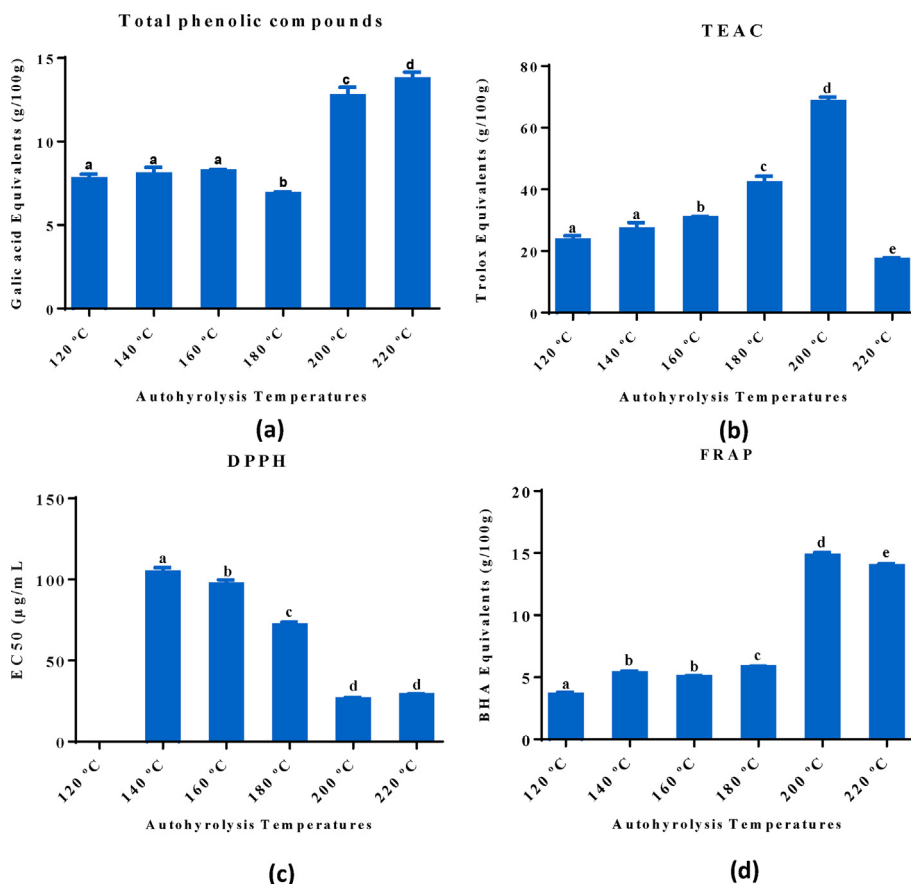 Total phenolic compounds
Galic acid Equivalents (g/100g)
15
10
5
0
a
a
a
b
c
d
120 ºC
140 ºC
160 ºC
180 ºC
200 ºC
220 ºC
Autohyrolysis Temperatures
(a)
TEAC
Trolox Equivalents (g/100g)
80
60
40
20
0
a
a
b
c
d
e
120 ºC
140 ºC
160 ºC
180 ºC
200 ºC
220 ºC
Autohyrolysis Temperatures
(b)
DPPH
EC50 (µg/mL)
150
100
50
0
a
b
c
d
d
120 ºC
140 ºC
160 ºC
180 ºC
200 ºC
220 ºC
Autohyrolysis Temperatures
(c)
FRAP
BHA Equivalents (g/100g)
20
15
10
5
0
a
b
b
c
d
e
120 ºC
140 ºC
160 ºC
180 ºC
200 ºC
220 ºC
Autohyrolysis Temperatures
(d)